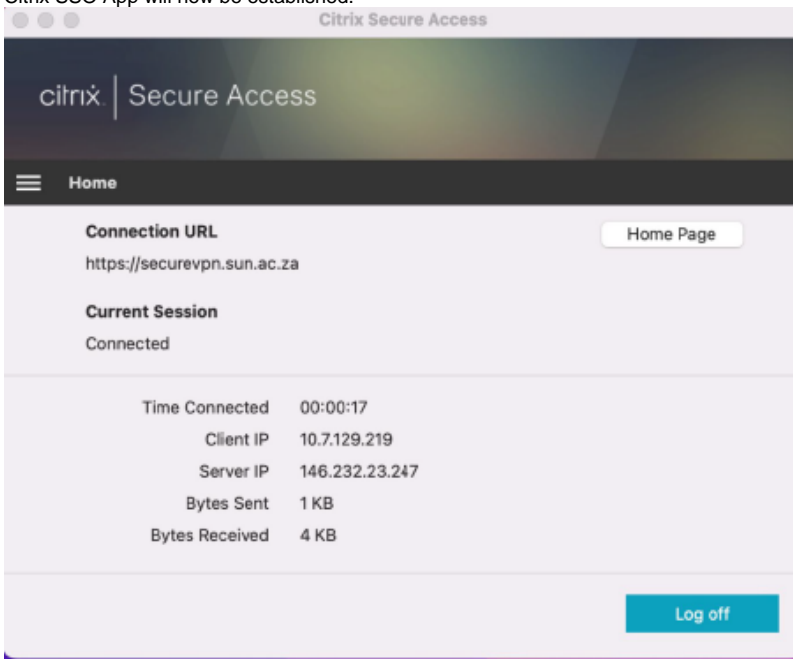 Citrix SSO App will now be established.
Citrix Secure Access
citrix. | Secure Access
Home
Connection URL
Home Page
https://securevpn.sun.ac.za
Current Session
Connected
Time Connected 00:00:17
Client IP 10.7.129.219
Server IP 146.232.23.247
Bytes Sent 1 KB
Bytes Received 4 KB
Log off